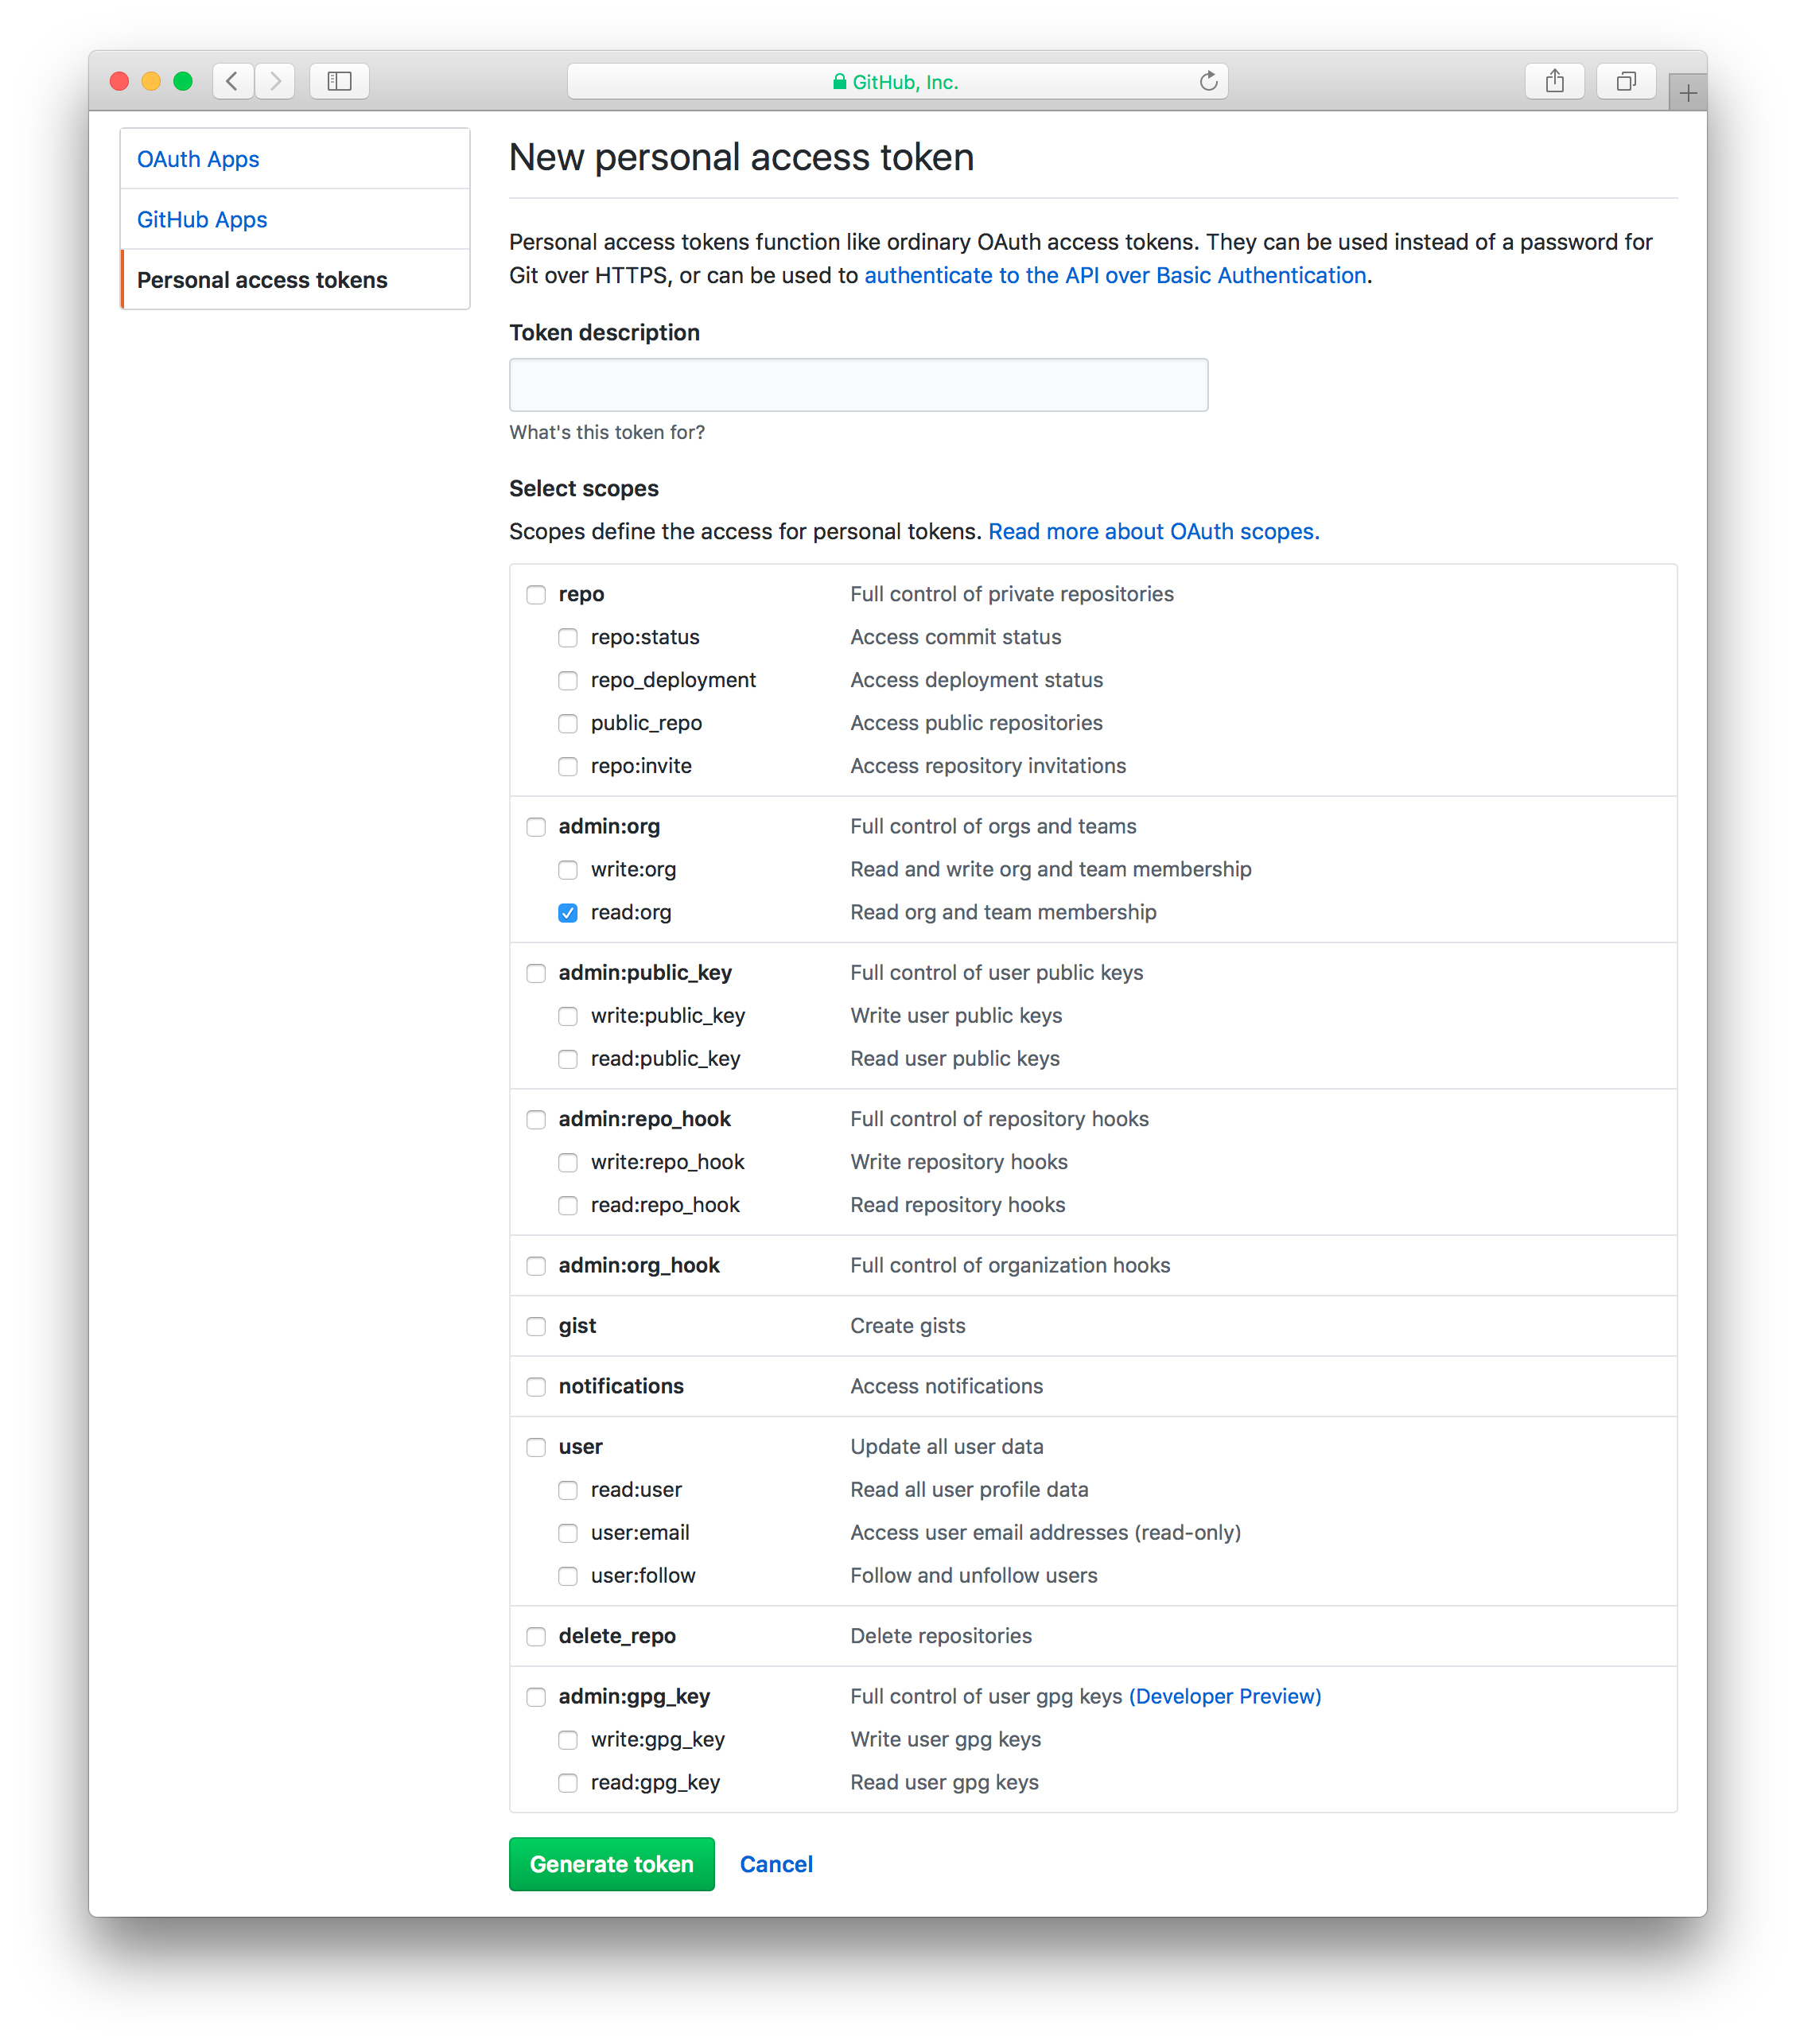 GitHub, Inc.
OAuth Apps
GitHub Apps
Personal access tokens
New personal access token
Personal access tokens function like ordinary OAuth access tokens. They can be used instead of a password for
Git over HTTPS, or can be used to authenticate to the API over Basic Authentication.
Token description
What's this token for?
Select scopes
Scopes define the access for personal tokens. Read more about OAuth scopes.
repo Full control of private repositories
repo:status Access commit status
repo_deployment Access deployment status
public_repo Access public repositories
repo:invite Access repository invitations
admin:org Full control of orgs and teams
write:org Read and write org and team membership
read:org Read org and team membership
admin:public_key Full control of user public keys
write:public_key Write user public keys
read:public_key Read user public keys
admin:repo_hook Full control of repository hooks
write:repo_hook Write repository hooks
read:repo_hook Read repository hooks
admin:org_hook Full control of organization hooks
gist Create gists
notifications Access notifications
user Update all user data
read:user Read all user profile data
user:email Access user email addresses (read-only)
user:follow Follow and unfollow users
delete_repo Delete repositories
admin:gpg_key Full control of user gpg keys (Developer Preview)
write:gpg_key Write user gpg keys
read:gpg_key Read user gpg keys
Generate token Cancel